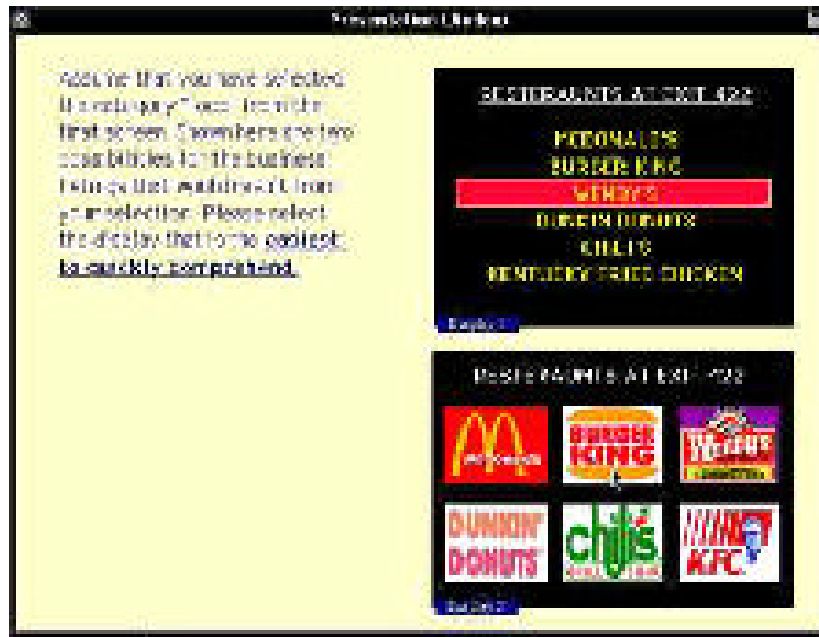 Assume that you have selected
the category "Food" from the
first screen. Shown here are two
possibilities for the business
listings that would result from
your selection. Please select
the display that is the easiest
to quickly comprehend.
RESTERAUNTS AT EXIT 422
MCDONALD'S
BURGER KING
WENDY'S
DUNKIN DONUTS
CHILI'S
KENTUCKY FRIED CHICKEN
RESTERAUNTS AT EXIT 422
McDonald's
BURGER KING
WENDY'S
DUNKIN' DONUTS
chili's
KFC